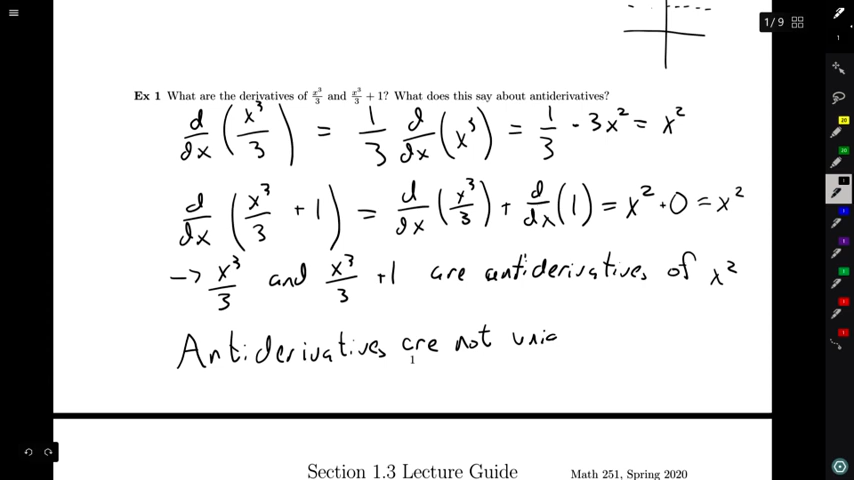 1/9
Ex 1 What are the derivatives of x³/3 and x³/3 + 1? What does this say about antiderivatives?
d/dx (x³/3) = 1/3 d/dx (x³) = 1/3 · 3x² = x²
d/dx (x³/3 + 1) = d/dx (x³/3) + d/dx (1) = x² + 0 = x²
→ x³/3 and x³/3 +1 are antiderivatives of x²
Antiderivatives are not uniq
1
Section 1.3 Lecture Guide Math 251, Spring 2020